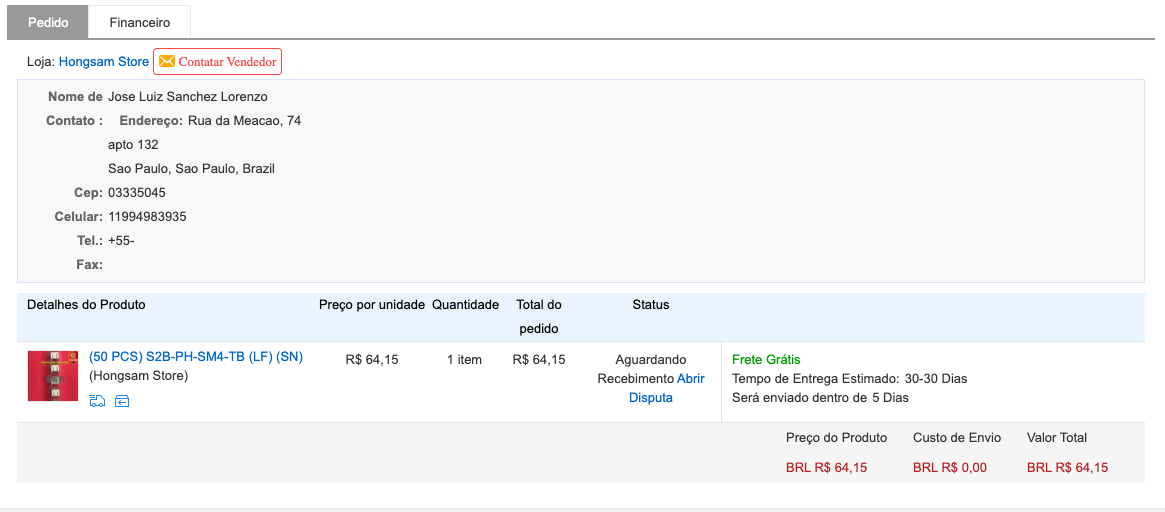 Pedido Financeiro
Loja: Hongsam Store Contatar Vendedor
Nome de Jose Luiz Sanchez Lorenzo
Contato : Endereço: Rua da Meacao, 74
apto 132
Sao Paulo, Sao Paulo, Brazil
Cep: 03335045
Celular: 11994983935
Tel.: +55-
Fax:
Detalhes do Produto Preço por unidade Quantidade Total do pedido Status
(50 PCS) S2B-PH-SM4-TB (LF) (SN) R$ 64,15 1 item R$ 64,15 Aguardando Recebimento Abrir Disputa
(Hongsam Store)
Frete Grátis
Tempo de Entrega Estimado: 30-30 Dias
Será enviado dentro de 5 Dias
Preço do Produto Custo de Envio Valor Total
BRL R$ 64,15 BRL R$ 0,00 BRL R$ 64,15